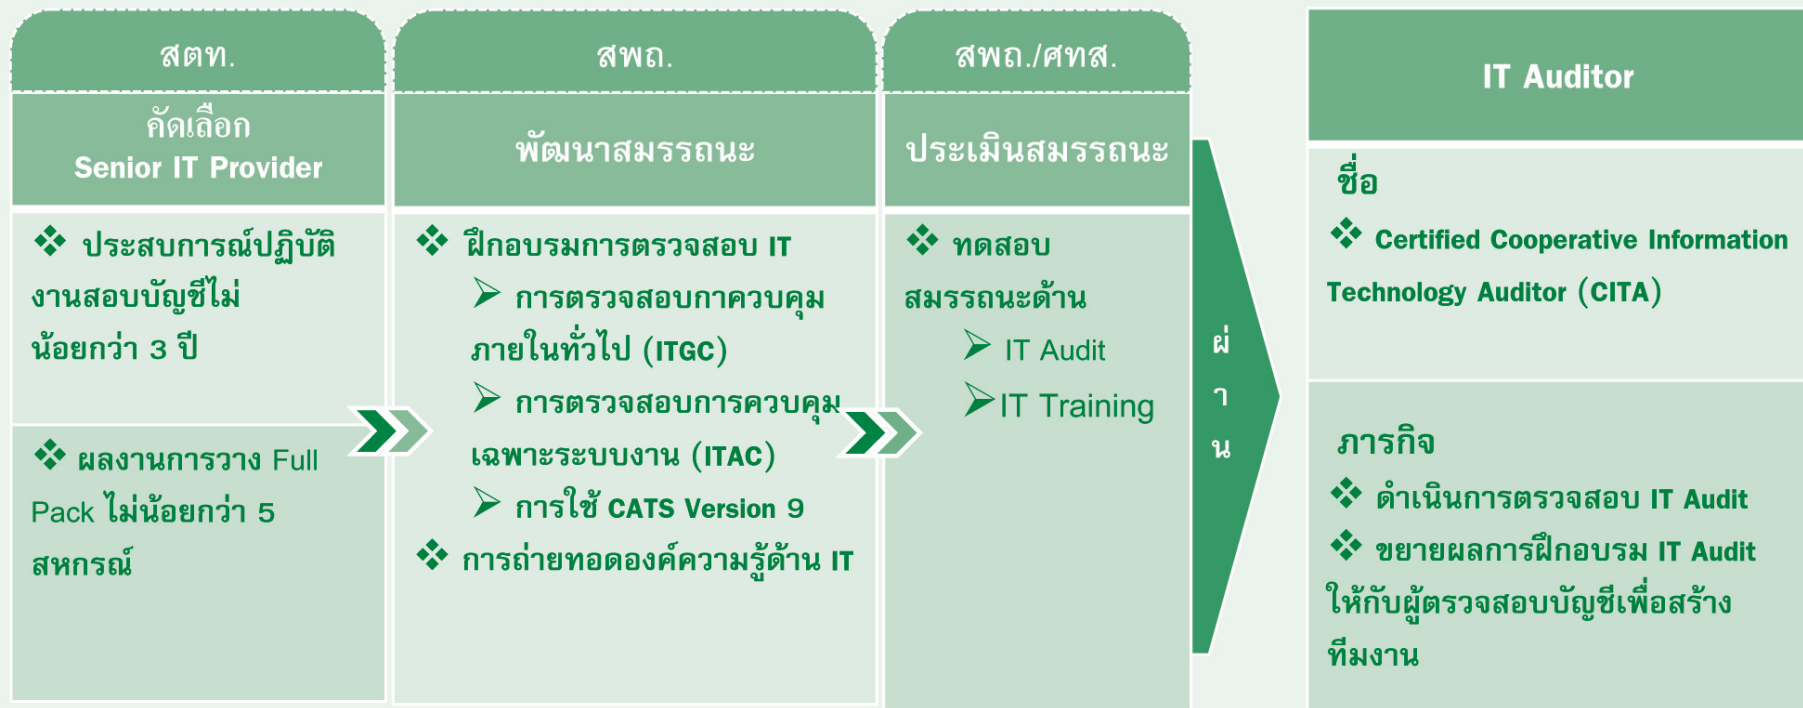 สตท.
คัดเลือก
Senior IT Provider
❖ ประสบการณ์ปฏิบัติ
งานสอบบัญชีไม่
น้อยกว่า 3 ปี
❖ ผลงานการวาง Full
Pack ไม่น้อยกว่า 5
สหกรณ์
สพถ.
พัฒนาสมรรถนะ
❖ ฝึกอบรมการตรวจสอบ IT
➢ การตรวจสอบกาควบคุม
ภายในทั่วไป (ITGC)
➢ การตรวจสอบการควบคุม
เฉพาะระบบงาน (ITAC)
➢ การใช้ CATS Version 9
❖ การถ่ายทอดองค์ความรู้ด้าน IT
สพถ./ศทส.
ประเมินสมรรถนะ
❖ ทดสอบ
สมรรถนะด้าน
➢ IT Audit
➢IT Training
ผ่
า
น
IT Auditor
ชื่อ
❖ Certified Cooperative Information
Technology Auditor (CITA)
ภารกิจ
❖ ดำเนินการตรวจสอบ IT Audit
❖ ขยายผลการฝึกอบรม IT Audit
ให้กับผู้ตรวจสอบบัญชีเพื่อสร้าง
ทีมงาน